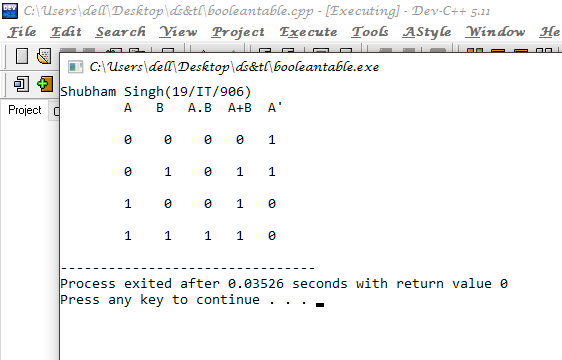 C:\Users\dell\Desktop\ds&tl\booleantable.cpp - [Executing] - Dev-C++ 5.11
File Edit Search View Project Execute Tools AStyle Window He
C:\Users\dell\Desktop\ds&tl\booleantable.exe
Project
Shubham Singh(19/IT/906)
A B A.B A+B A'
0 0 0 0 1
0 1 0 1 1
1 0 0 1 0
1 1 1 1 0
--------------------------------
Process exited after 0.03526 seconds with return value 0
Press any key to continue . . .